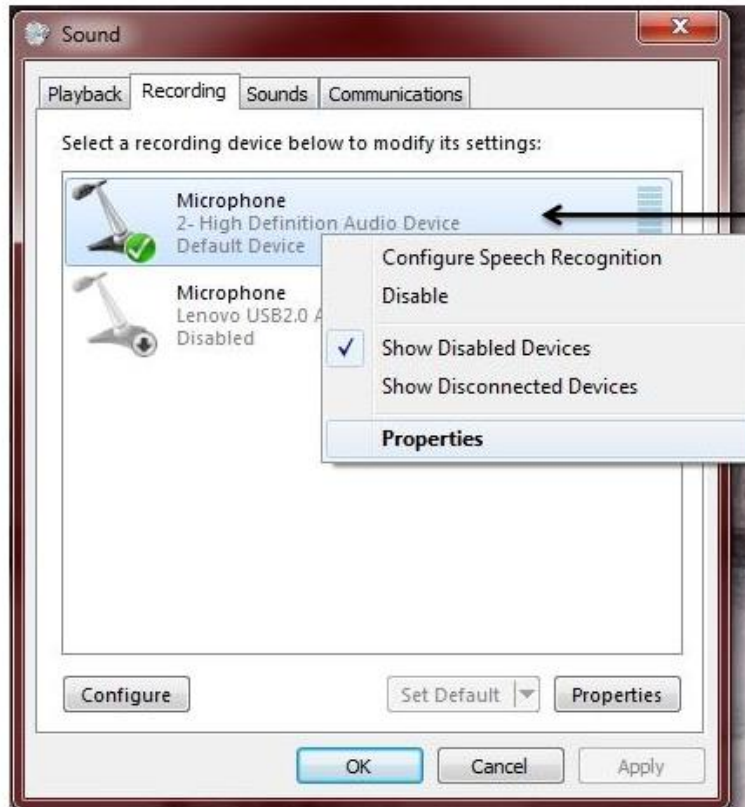 Sound
Playback
Recording
Sounds
Communications
Select a recording device below to modify its settings:
Microphone
2- High Definition Audio Device
Default Device
Microphone
Lenovo USB2.0
Disabled
Configure Speech Recognition
Disable
Show Disabled Devices
Show Disconnected Devices
Properties
Configure
Set Default
Properties
OK
Cancel
Apply